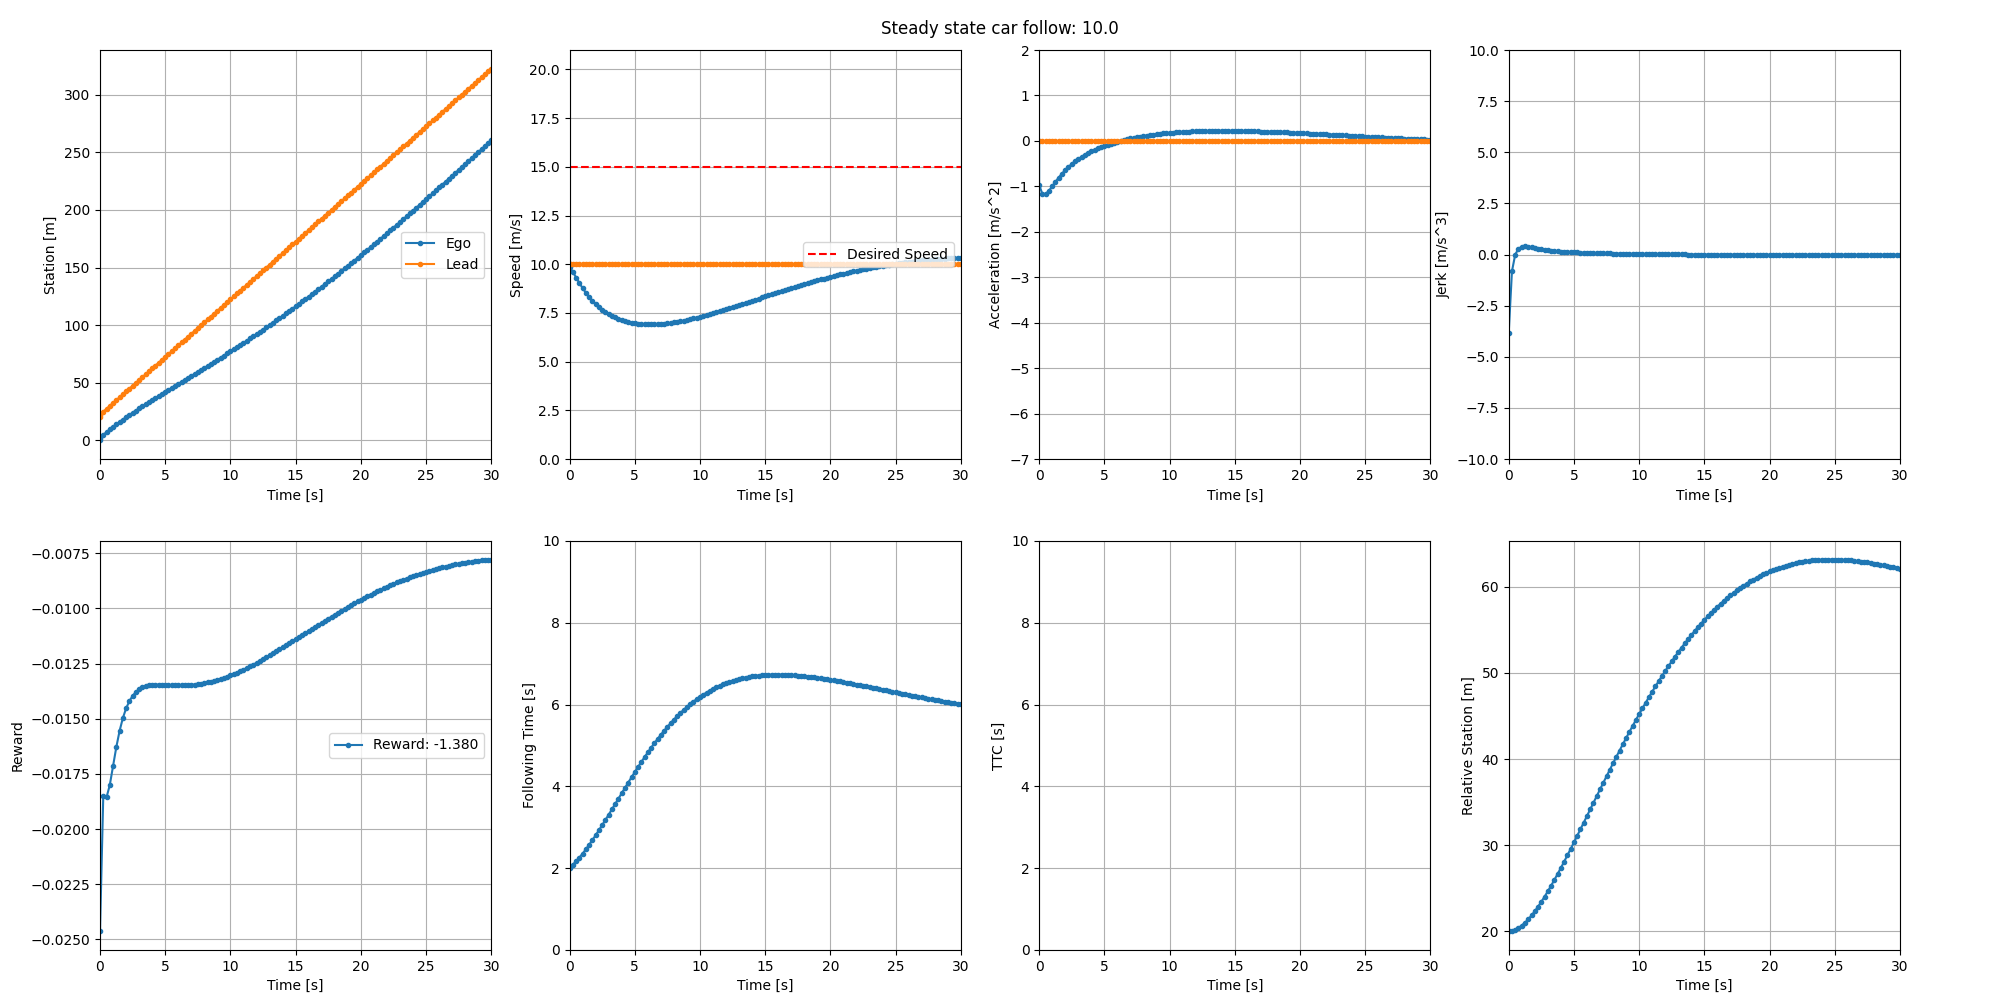 Steady state car follow: 10.0
Station [m]
300
250
200
150
100
50
0
Ego
Lead
0 5 10 15 20 25 30
Time [s]
Speed [m/s]
20.0
17.5
15.0
12.5
10.0
7.5
5.0
2.5
0.0
Desired Speed
0 5 10 15 20 25 30
Time [s]
Acceleration [m/s^2]
2
1
0
−1
−2
−3
−4
−5
−6
−7
0 5 10 15 20 25 30
Time [s]
Jerk [m/s^3]
10.0
7.5
5.0
2.5
0.0
−2.5
−5.0
−7.5
−10.0
0 5 10 15 20 25 30
Time [s]
Reward
−0.0075
−0.0100
−0.0125
−0.0150
−0.0175
−0.0200
−0.0225
−0.0250
Reward: -1.380
0 5 10 15 20 25 30
Time [s]
Following Time [s]
10
8
6
4
2
0
0 5 10 15 20 25 30
Time [s]
TTC [s]
10
8
6
4
2
0
0 5 10 15 20 25 30
Time [s]
Relative Station [m]
60
50
40
30
20
0 5 10 15 20 25 30
Time [s]